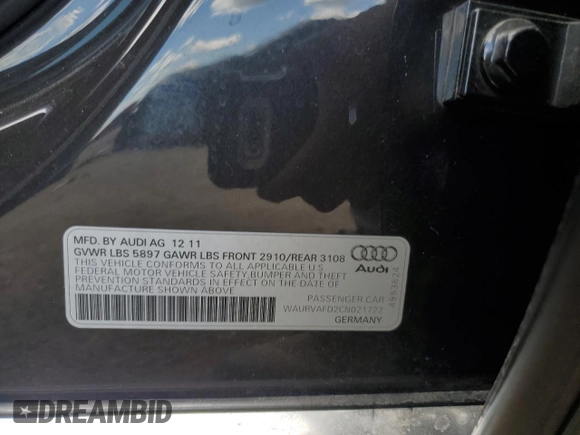 MFD. BY AUDI AG 12 11
GVWR LBS 5897 GAWR LBS FRONT 2910/REAR 3108
THIS VEHICLE CONFORMS TO ALL APPLICABLE U.S.
FEDERAL MOTOR VEHICLE SAFETY,BUMPER AND THEFT
PREVENTION STANDARDS IN EFFECT ON THE DATE OF
MANUFACTURE SHOWN ABOVE
Audi
PASSENGER CAR
WAURVAFD2CN021722
GERMANY
DREAMBID